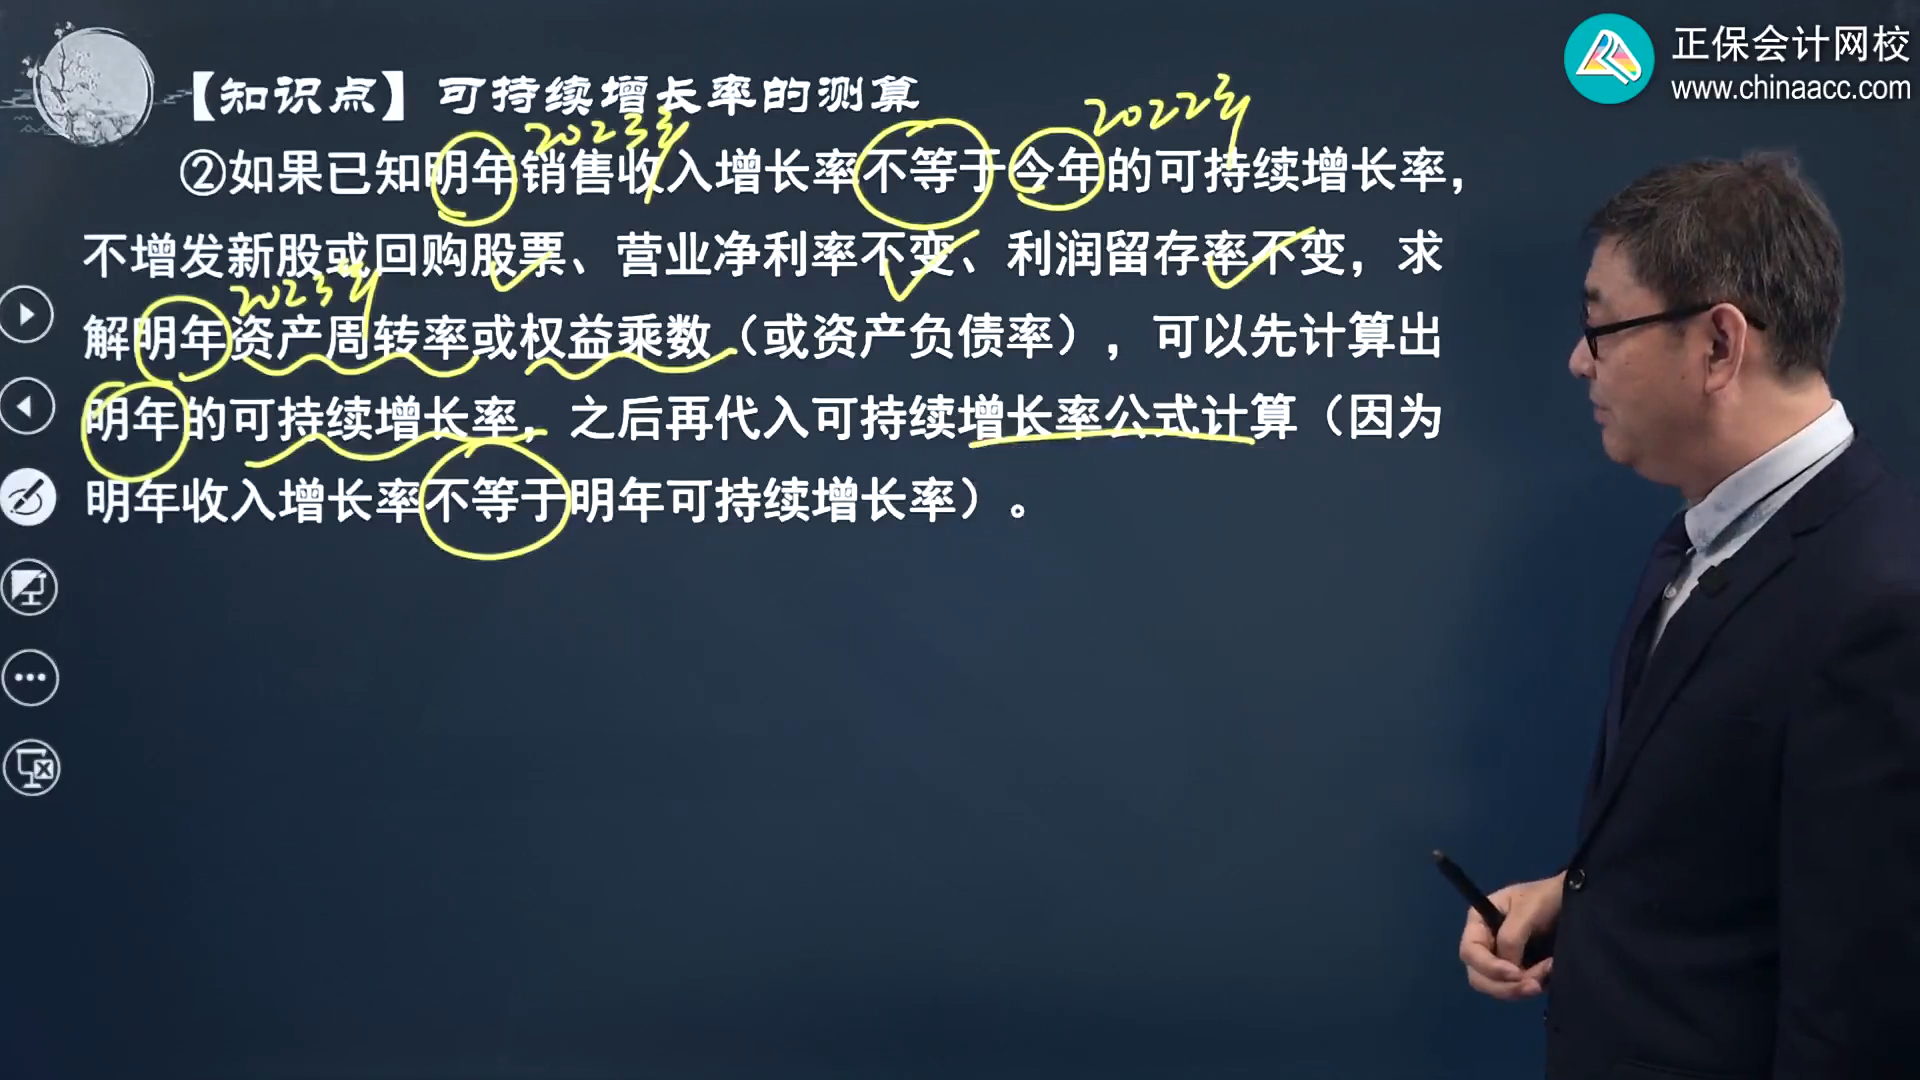 正保会计网校
www.chinaacc.com
【知识点】可持续增长率的测算
2023年
2022年
②如果已知明年销售收入增长率不等于今年的可持续增长率，
不增发新股或回购股票、营业净利率不变、利润留存率不变，求
2023年
解明年资产周转率或权益乘数（或资产负债率），可以先计算出
明年的可持续增长率，之后再代入可持续增长率公式计算（因为
明年收入增长率不等于明年可持续增长率）。